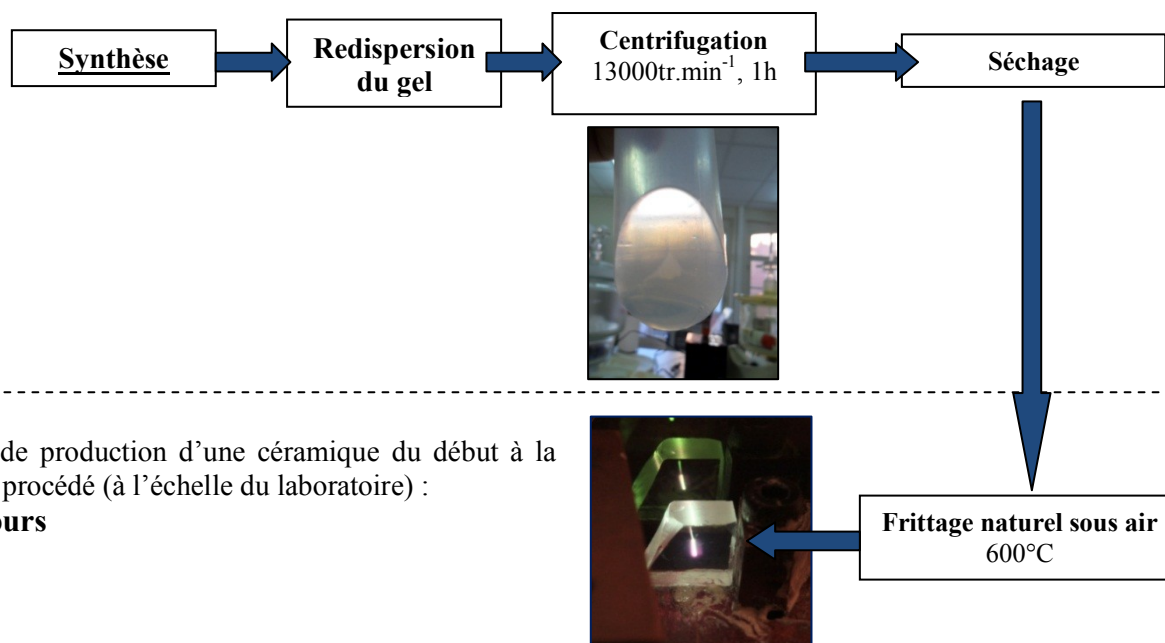 Synthèse
Redispersion
du gel
Centrifugation
13000tr.min⁻¹, 1h
Séchage
de production d’une céramique du début à la
procédé (à l’échelle du laboratoire) :
ours
Frittage naturel sous air
600°C